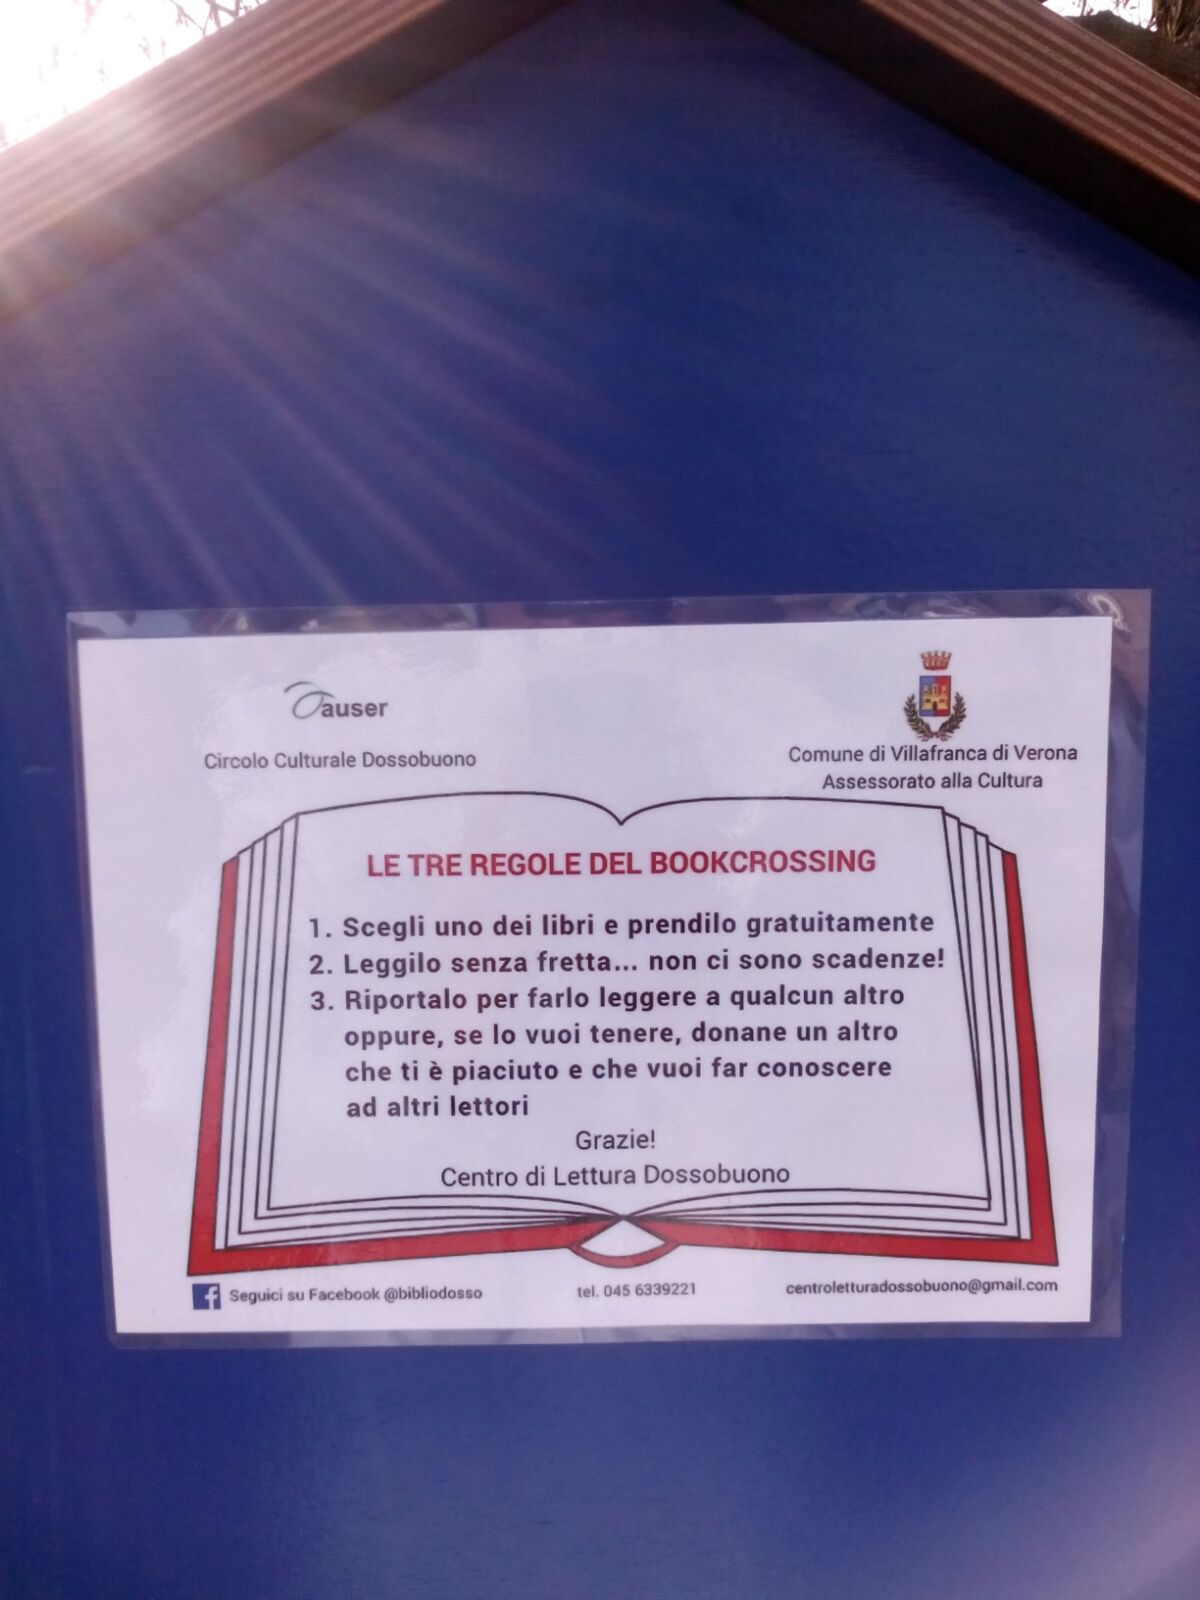 auser
Circolo Culturale Dossobuono
Comune di Villafranca di Verona
Assessorato alla Cultura
LE TRE REGOLE DEL BOOKCROSSING
1. Scegli uno dei libri e prendilo gratuitamente
2. Leggilo senza fretta... non ci sono scadenze!
3. Riportalo per farlo leggere a qualcun altro
oppure, se lo vuoi tenere, donane un altro
che ti è piaciuto e che vuoi far conoscere
ad altri lettori
Grazie!
Centro di Lettura Dossobuono
f Seguici su Facebook @bibliodosso
tel. 045 6339221
centroletturadossobuono@gmail.com